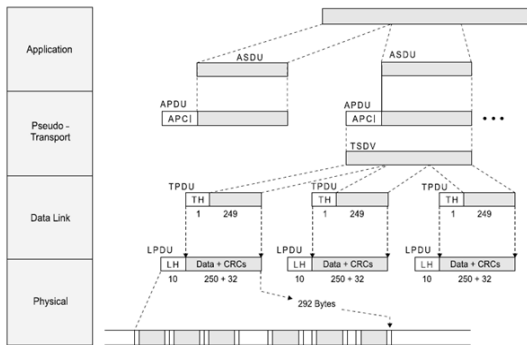 Application
Pseudo -
Transport
Data Link
Physical
ASDU
ASDU
APDU
APCI
APDU
APCI
TSDV
TPDU
TH
1 249
TPDU
TH
1 249
TPDU
TH
1 249
LPDU
LH Data + CRCs
10 250 + 32
LPDU
LH Data + CRCs
10 250 + 32
LPDU
LH Data + CRCs
10 250 + 32
292 Bytes